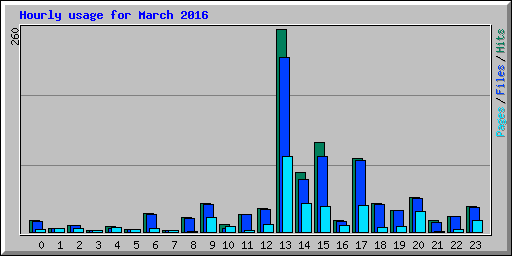 Hourly usage for March 2016
260
Pages/Files/Hits
0 1 2 3 4 5 6 7 8 9 10 11 12 13 14 15 16 17 18 19 20 21 22 23